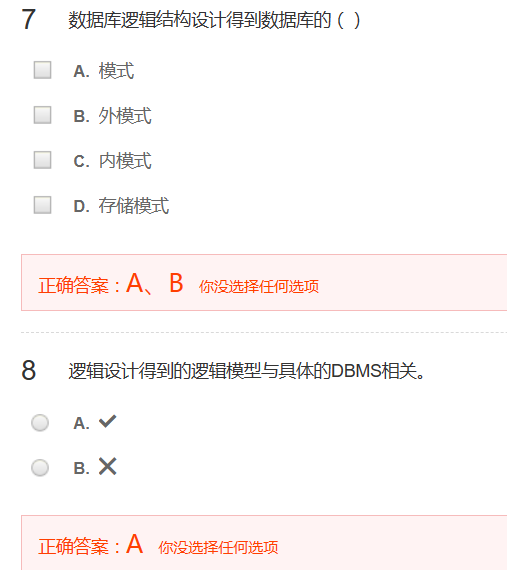 7 数据库逻辑结构设计得到数据库的（ ）
A. 模式
B. 外模式
C. 内模式
D. 存储模式
正确答案：A、B 你没选择任何选项
8 逻辑设计得到的逻辑模型与具体的DBMS相关。
A. ✔
B. ✕
正确答案：A 你没选择任何选项